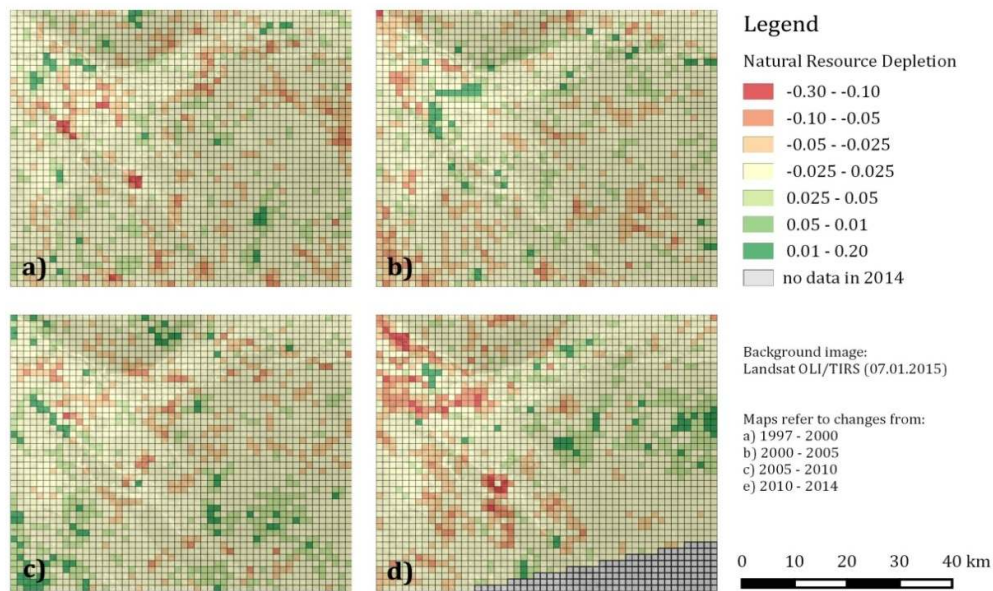 a)
b)
c)
d)
Legend
Natural Resource Depletion
-0.30 - -0.10
-0.10 - -0.05
-0.05 - -0.025
-0.025 - 0.025
0.025 - 0.05
0.05 - 0.01
0.01 - 0.20
no data in 2014
Background image:
Landsat OLI/TIRS (07.01.2015)
Maps refer to changes from:
a) 1997 - 2000
b) 2000 - 2005
c) 2005 - 2010
e) 2010 - 2014
0 10 20 30 40 km